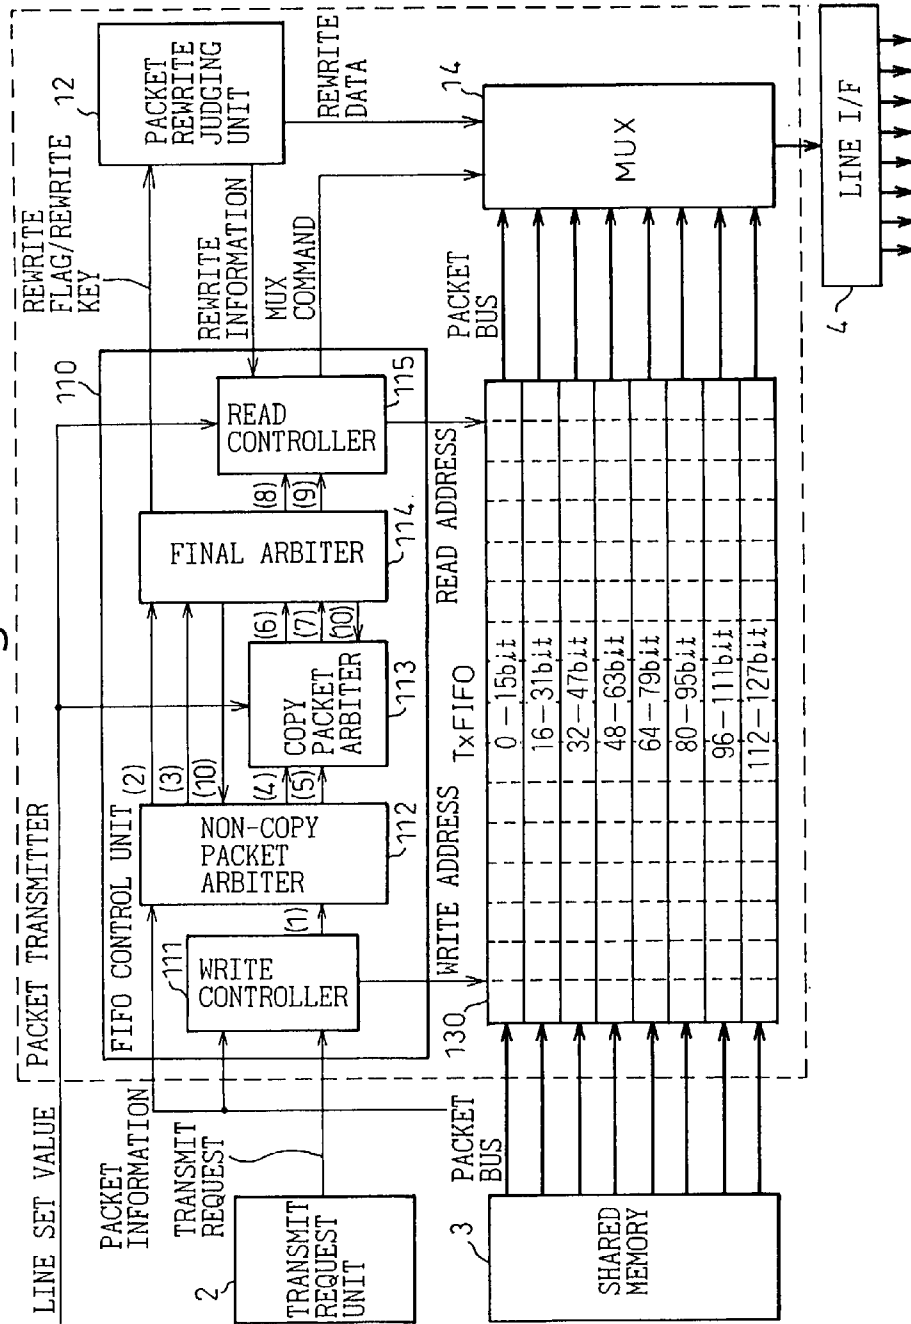 LINE SET VALUE
PACKET TRANSMITTER
FIFO CONTROL UNIT
110
REWRITE
FLAG/REWRITE
KEY
12
PACKET
REWRITE
JUDGING
UNIT
PACKET
INFORMATION
TRANSMIT
REQUEST
2
TRANSMIT
REQUEST
UNIT
111
WRITE
CONTROLLER
(1)
NON-COPY
PACKET
ARBITER
112
(2)
(3)
(10)
(4)
(5)
COPY
PACKET
ARBITER
113
(6)
(7)
(10)
FINAL ARBITER
114
(8)
(9)
READ
CONTROLLER
115
REWRITE
INFORMATION
MUX
COMMAND
REWRITE
DATA
PACKET
BUS
3
SHARED
MEMORY
130
WRITE ADDRESS
TxFIFO
READ ADDRESS
0-15bit
16-31bit
32-47bit
48-63bit
64-79bit
80-95bit
96-111bit
112-127bit
PACKET
BUS
14
MUX
4
LINE I/F